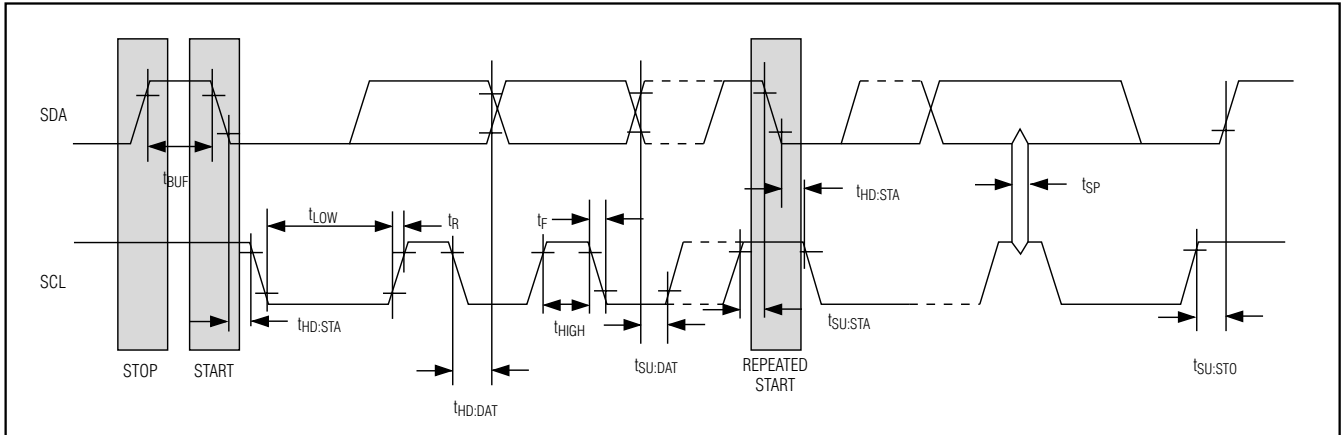 SDA
tBUF
tHD:STA
tSP
tLOW
tR
tF
SCL
tHD:STA
tHIGH
tSU:DAT
tSU:STA
tSU:STO
STOP
START
REPEATED
START
tHD:DAT